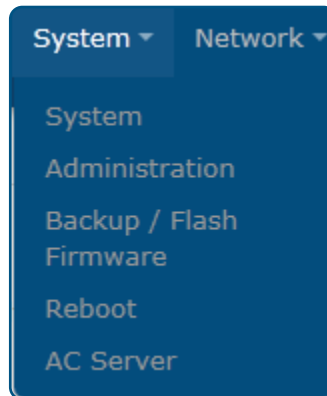 System Network
System
Administration
Backup / Flash
Firmware
Reboot
AC Server